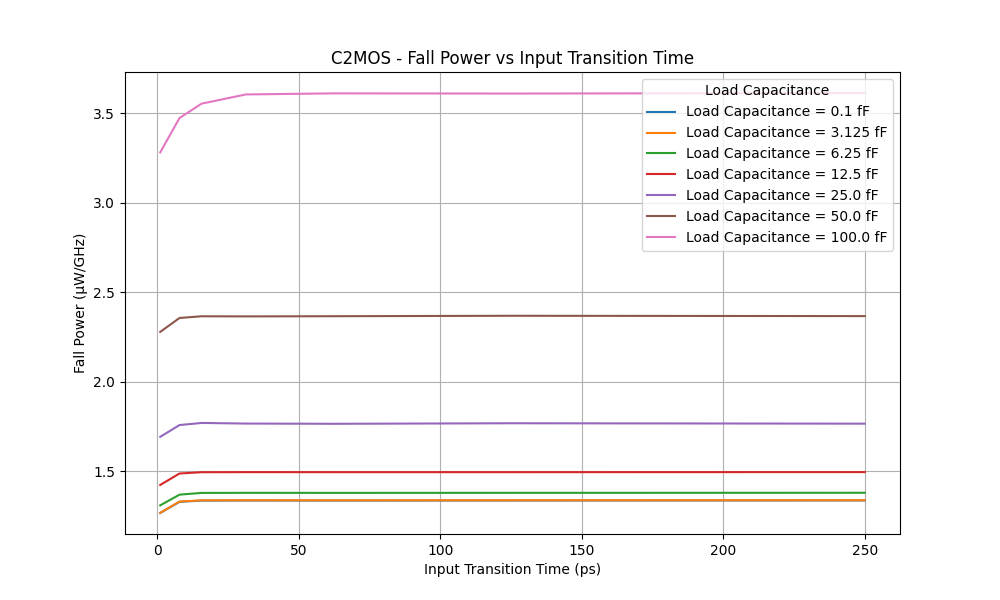 C2MOS - Fall Power vs Input Transition Time
Fall Power (μW/GHz)
3.5
3.0
2.5
2.0
1.5
Load Capacitance
Load Capacitance = 0.1 fF
Load Capacitance = 3.125 fF
Load Capacitance = 6.25 fF
Load Capacitance = 12.5 fF
Load Capacitance = 25.0 fF
Load Capacitance = 50.0 fF
Load Capacitance = 100.0 fF
0
50
100
150
200
250
Input Transition Time (ps)